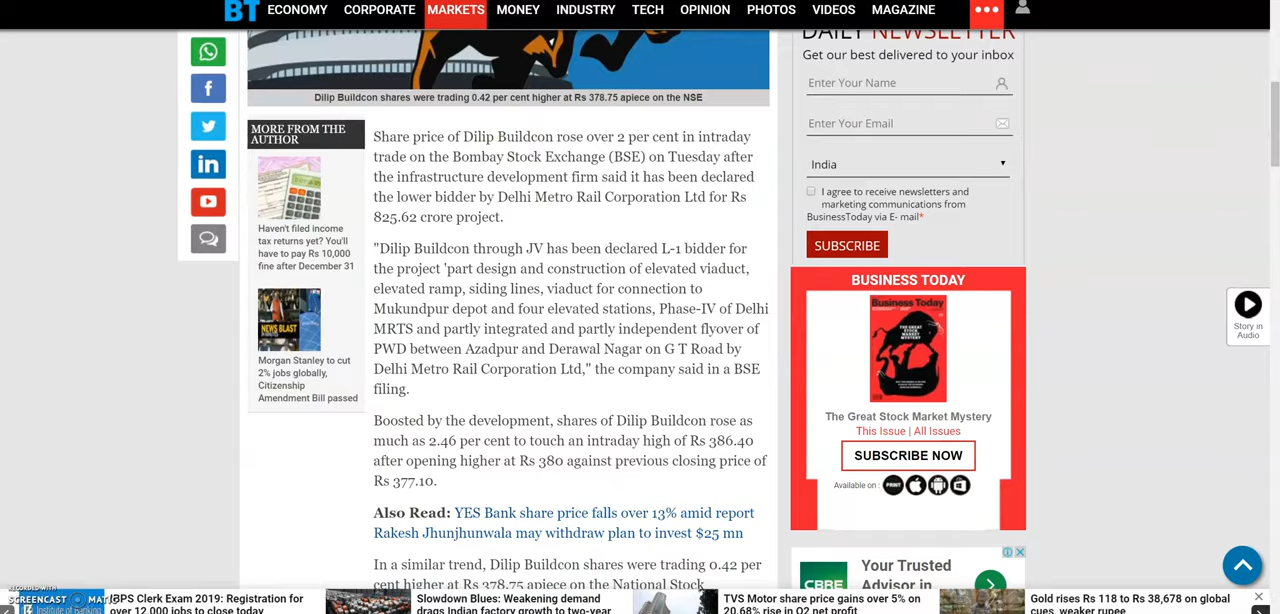 BT ECONOMY CORPORATE MARKETS MONEY INDUSTRY TECH OPINION PHOTOS VIDEOS MAGAZINE
Dilip Buildcon shares were trading 0.42 per cent higher at Rs 378.75 apiece on the NSE
MORE FROM THE
AUTHOR
Haven't filed income
tax returns yet? You'll
have to pay Rs 10,000
fine after December 31
NEWS BLAST
Morgan Stanley to cut
2% jobs globally,
Citizenship
Amendment Bill passed
Share price of Dilip Buildcon rose over 2 per cent in intraday
trade on the Bombay Stock Exchange (BSE) on Tuesday after
the infrastructure development firm said it has been declared
the lower bidder by Delhi Metro Rail Corporation Ltd for Rs
825.62 crore project.
"Dilip Buildcon through JV has been declared L-1 bidder for
the project 'part design and construction of elevated viaduct,
elevated ramp, siding lines, viaduct for connection to
Mukundpur depot and four elevated stations, Phase-IV of Delhi
MRTS and partly integrated and partly independent flyover of
PWD between Azadpur and Derawal Nagar on G T Road by
Delhi Metro Rail Corporation Ltd," the company said in a BSE
filing.
Boosted by the development, shares of Dilip Buildcon rose as
much as 2.46 per cent to touch an intraday high of Rs 386.40
after opening higher at Rs 380 against previous closing price of
Rs 377.10.
Also Read: YES Bank share price falls over 13% amid report
Rakesh Jhunjhunwala may withdraw plan to invest $25 mn
In a similar trend, Dilip Buildcon shares were trading 0.42 per
cent higher at Rs 378.75 apiece on the National Stock
DAILY NEWSLETTER
Get our best delivered to your inbox
Enter Your Name
Enter Your Email
India
I agree to receive newsletters and
marketing communications from
BusinessToday via E- mail*
SUBSCRIBE
BUSINESS TODAY
Business Today
THE GREAT
STOCK
MARKET
MYSTERY
The Great Stock Market Mystery
This Issue | All Issues
SUBSCRIBE NOW
Available on : PRINT
Story in
Audio
Your Trusted
Advisor in
CBRE
RECORDED WITH
SCREENCAST MATIC
Institute of Banking
IBPS Clerk Exam 2019: Registration for
over 12,000 jobs to close today
Slowdown Blues: Weakening demand
drags Indian factory growth to two-year
TVS Motor share price gains over 5% on
20.68% rise in Q2 net profit
Gold rises Rs 118 to Rs 38,678 on global
cues, weaker rupee